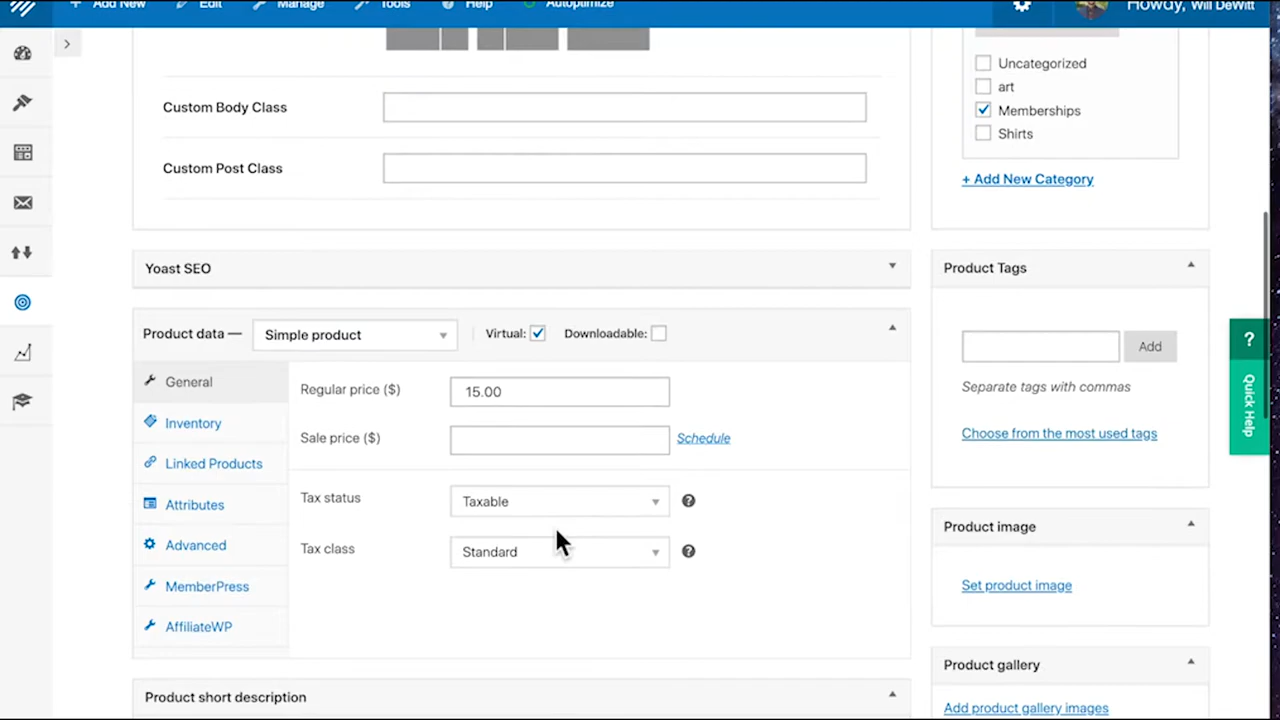 Add New Edit Manage Tools Help Autoptimize Howdy, Will DeWitt
Custom Body Class
Custom Post Class
Uncategorized
art
Memberships
Shirts
+ Add New Category
Yoast SEO
Product data — Simple product Virtual: Downloadable:
General
Inventory
Linked Products
Attributes
Advanced
MemberPress
AffiliateWP
Regular price ($) 15.00
Sale price ($) Schedule
Tax status Taxable ?
Tax class Standard ?
Product short description
Product Tags
Add
Separate tags with commas
Choose from the most used tags
Product image
Set product image
Product gallery
Add product gallery images
?
Quick Help